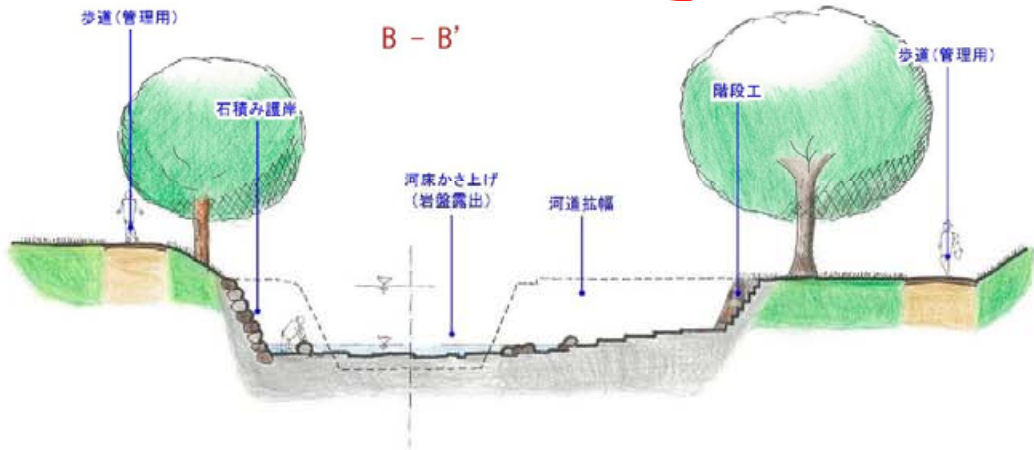 歩道(管理用)
B - B'
歩道(管理用)
石積み護岸
階段工
河床かさ上げ
(岩盤露出)
河道拡幅